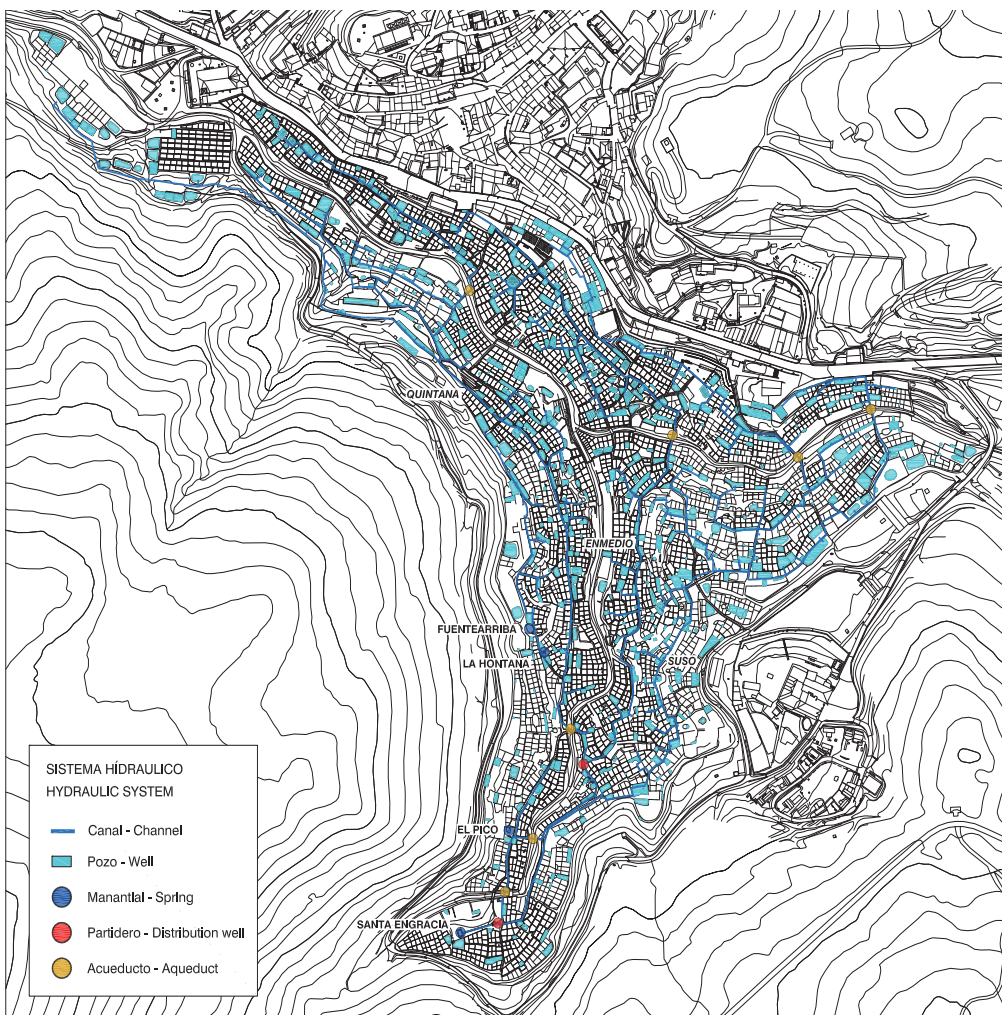 QUINTANA
ENMEDIO
FUENTEARRIBA
LA HONTANA
SUSO
EL PICO
SANTA ENGRACIA
SISTEMA HÍDRAULICO
HYDRAULIC SYSTEM
Canal - Channel
Pozo - Well
Manantlal - Spring
Partidero - Distribution well
Acueducto - Aqueduct